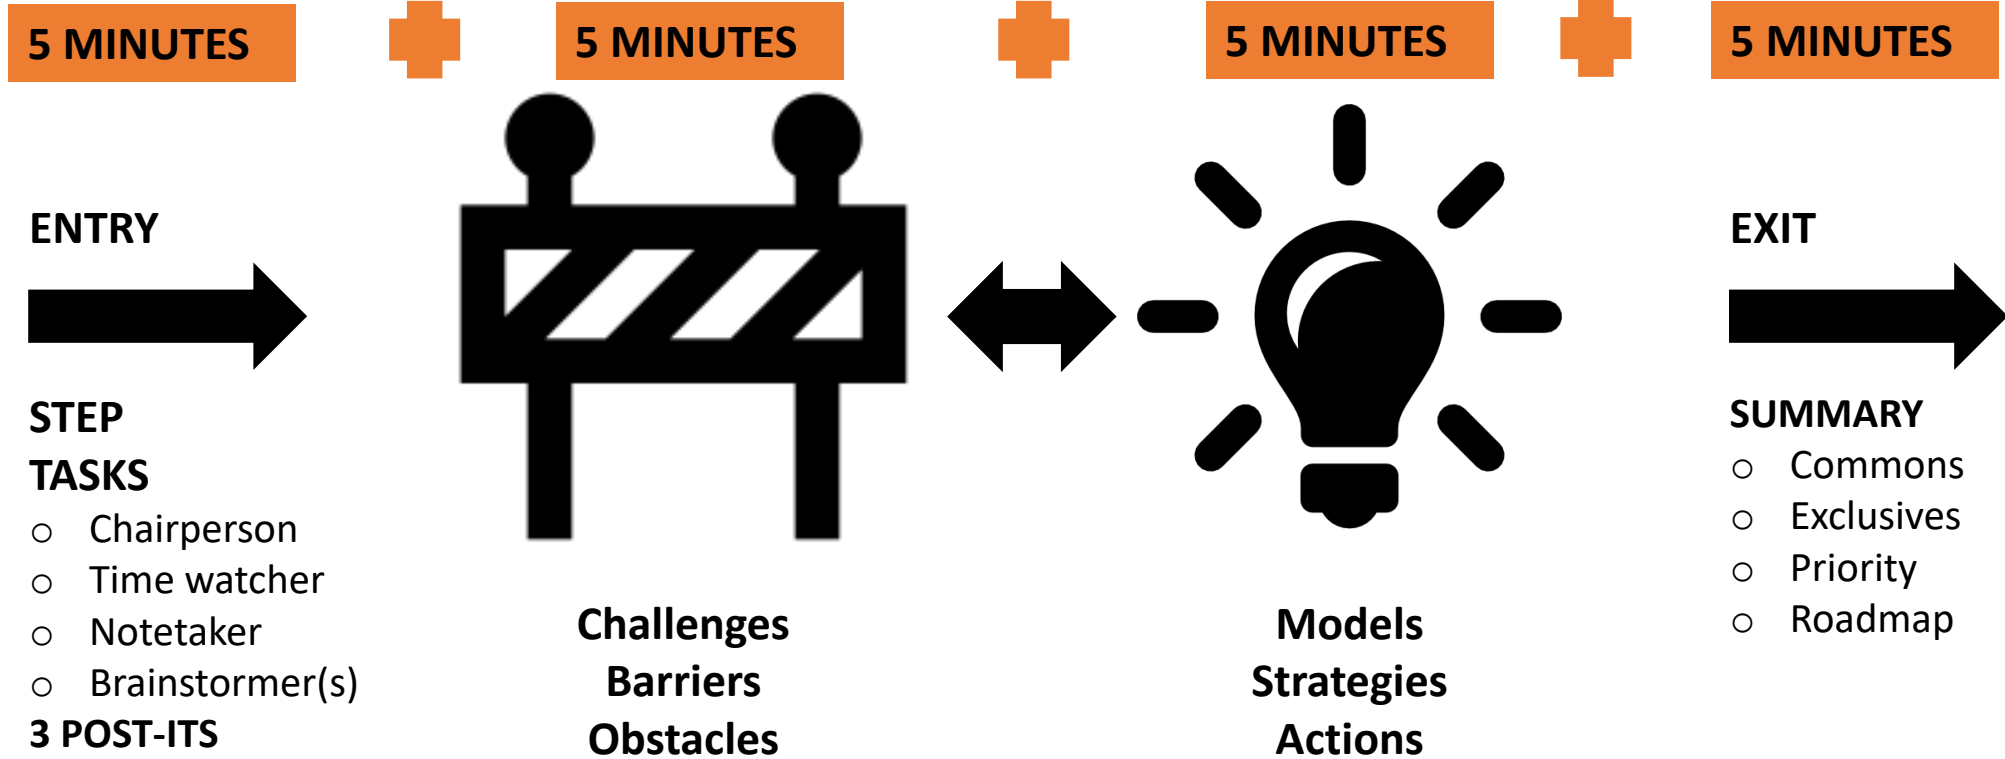 5 MINUTES
5 MINUTES
5 MINUTES
5 MINUTES
ENTRY
STEP
TASKS
○ Chairperson
○ Time watcher
○ Notetaker
○ Brainstormer(s)
3 POST-ITS
Challenges
Barriers
Obstacles
Models
Strategies
Actions
EXIT
SUMMARY
○ Commons
○ Exclusives
○ Priority
○ Roadmap